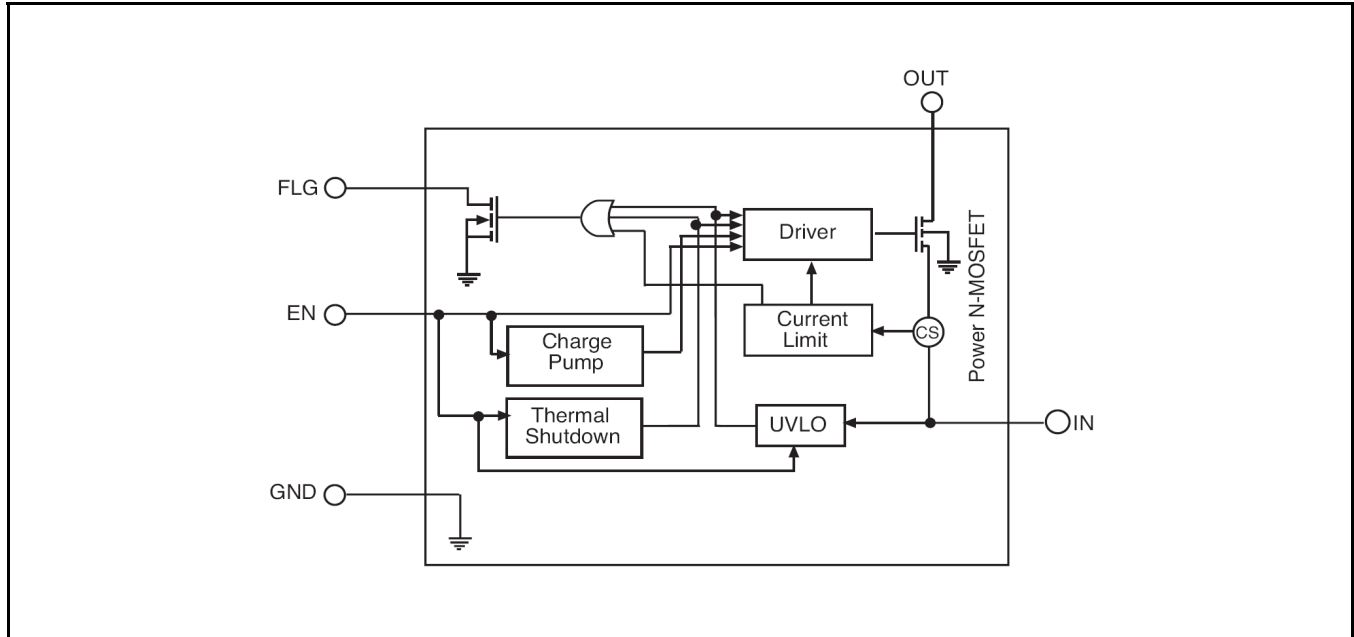 OUT
FLG
Driver
Power N-MOSFET
EN
Current
Limit
CS
Charge
Pump
Thermal
Shutdown
UVLO
IN
GND